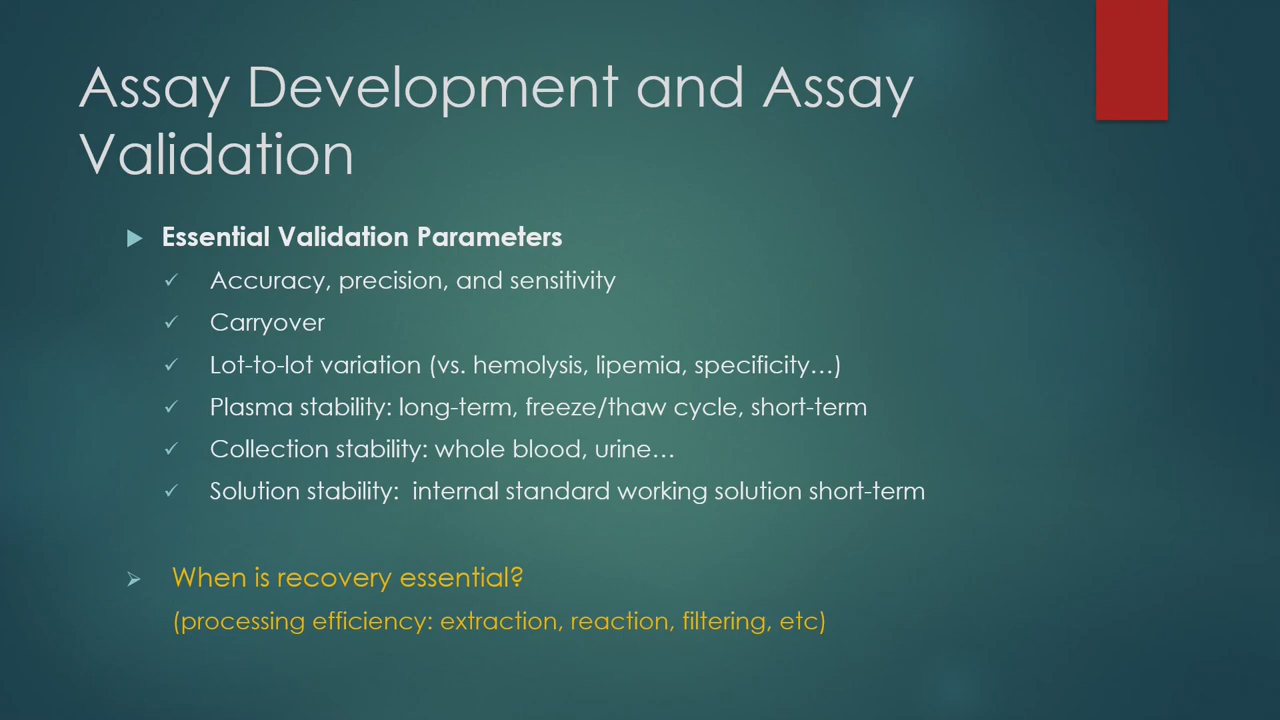 Assay Development and Assay
Validation
Essential Validation Parameters
Accuracy, precision, and sensitivity
Carryover
Lot-to-lot variation (vs. hemolysis, lipemia, specificity…)
Plasma stability: long-term, freeze/thaw cycle, short-term
Collection stability: whole blood, urine…
Solution stability:  internal standard working solution short-term
When is recovery essential?
(processing efficiency: extraction, reaction, filtering, etc)